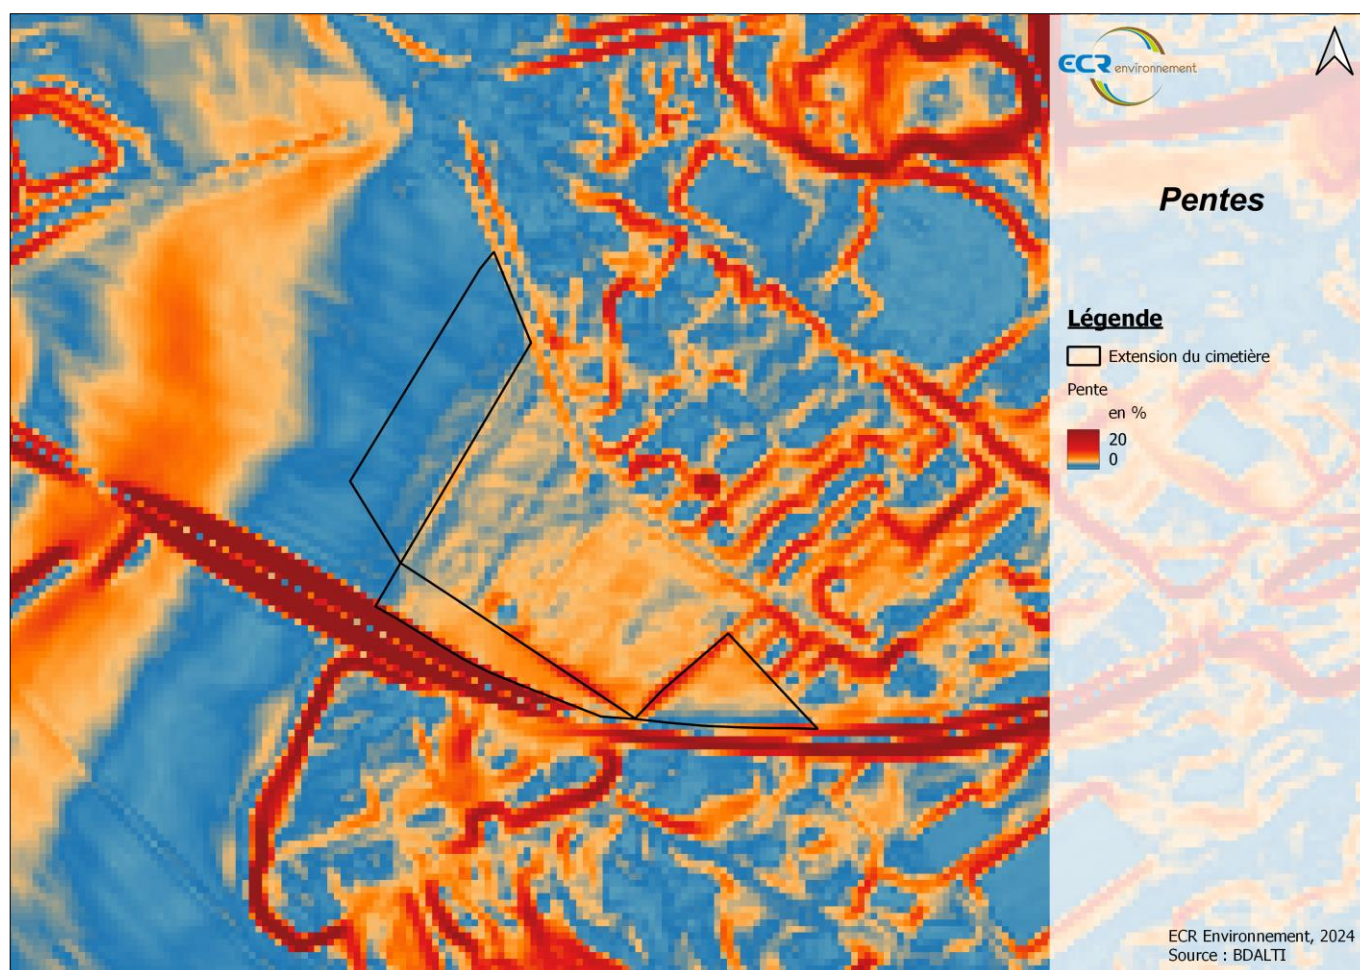 ECR environnement
Pentes
Légende
Extension du cimetière
Pente
en %
20
0
ECR Environnement, 2024
Source : BDALTI